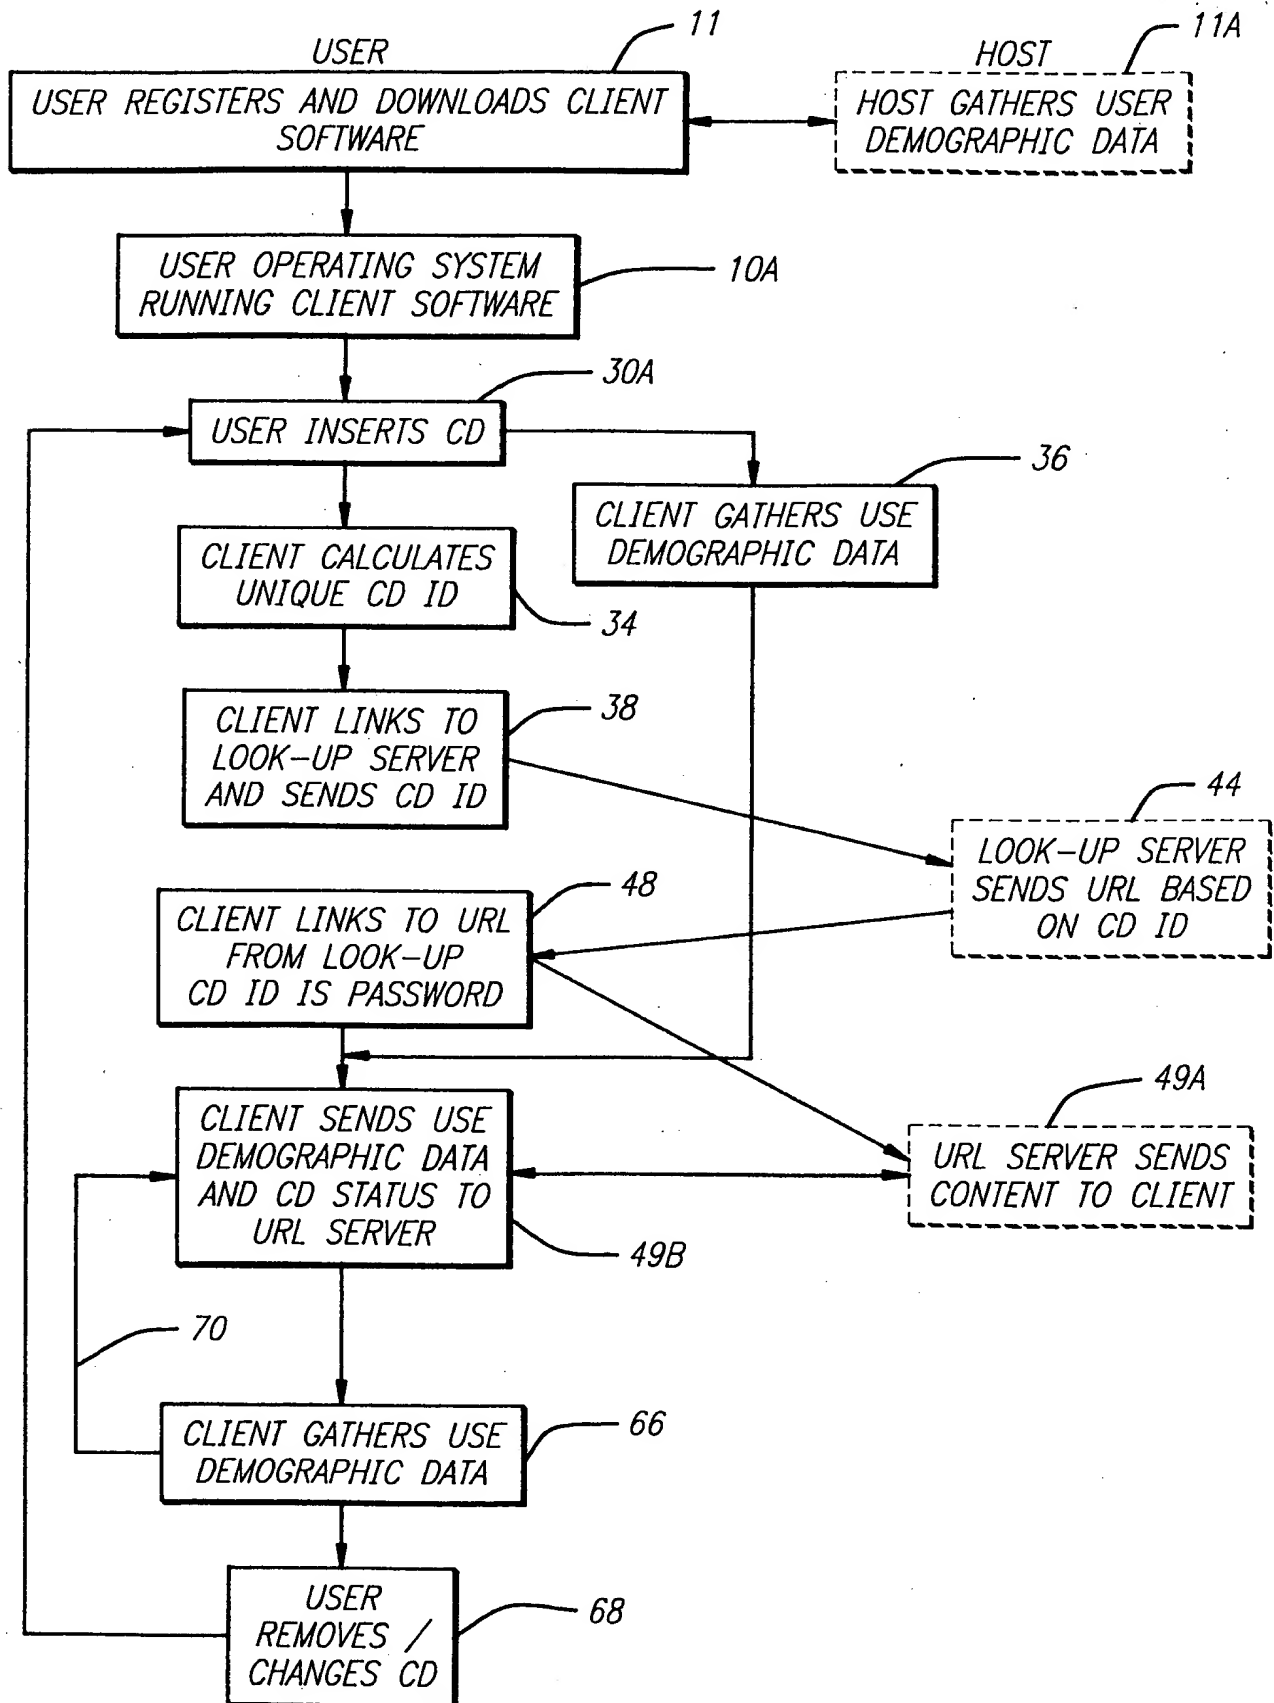 11
11A
USER
HOST
USER REGISTERS AND DOWNLOADS CLIENT
SOFTWARE
HOST GATHERS USER
DEMOGRAPHIC DATA
USER OPERATING SYSTEM
RUNNING CLIENT SOFTWARE
10A
30A
USER INSERTS CD
36
CLIENT GATHERS USE
DEMOGRAPHIC DATA
CLIENT CALCULATES
UNIQUE CD ID
34
38
CLIENT LINKS TO
LOOK-UP SERVER
AND SENDS CD ID
44
LOOK-UP SERVER
SENDS URL BASED
ON CD ID
48
CLIENT LINKS TO URL
FROM LOOK-UP
CD ID IS PASSWORD
49A
CLIENT SENDS USE
DEMOGRAPHIC DATA
AND CD STATUS TO
URL SERVER
URL SERVER SENDS
CONTENT TO CLIENT
49B
70
66
CLIENT GATHERS USE
DEMOGRAPHIC DATA
68
USER
REMOVES /
CHANGES CD